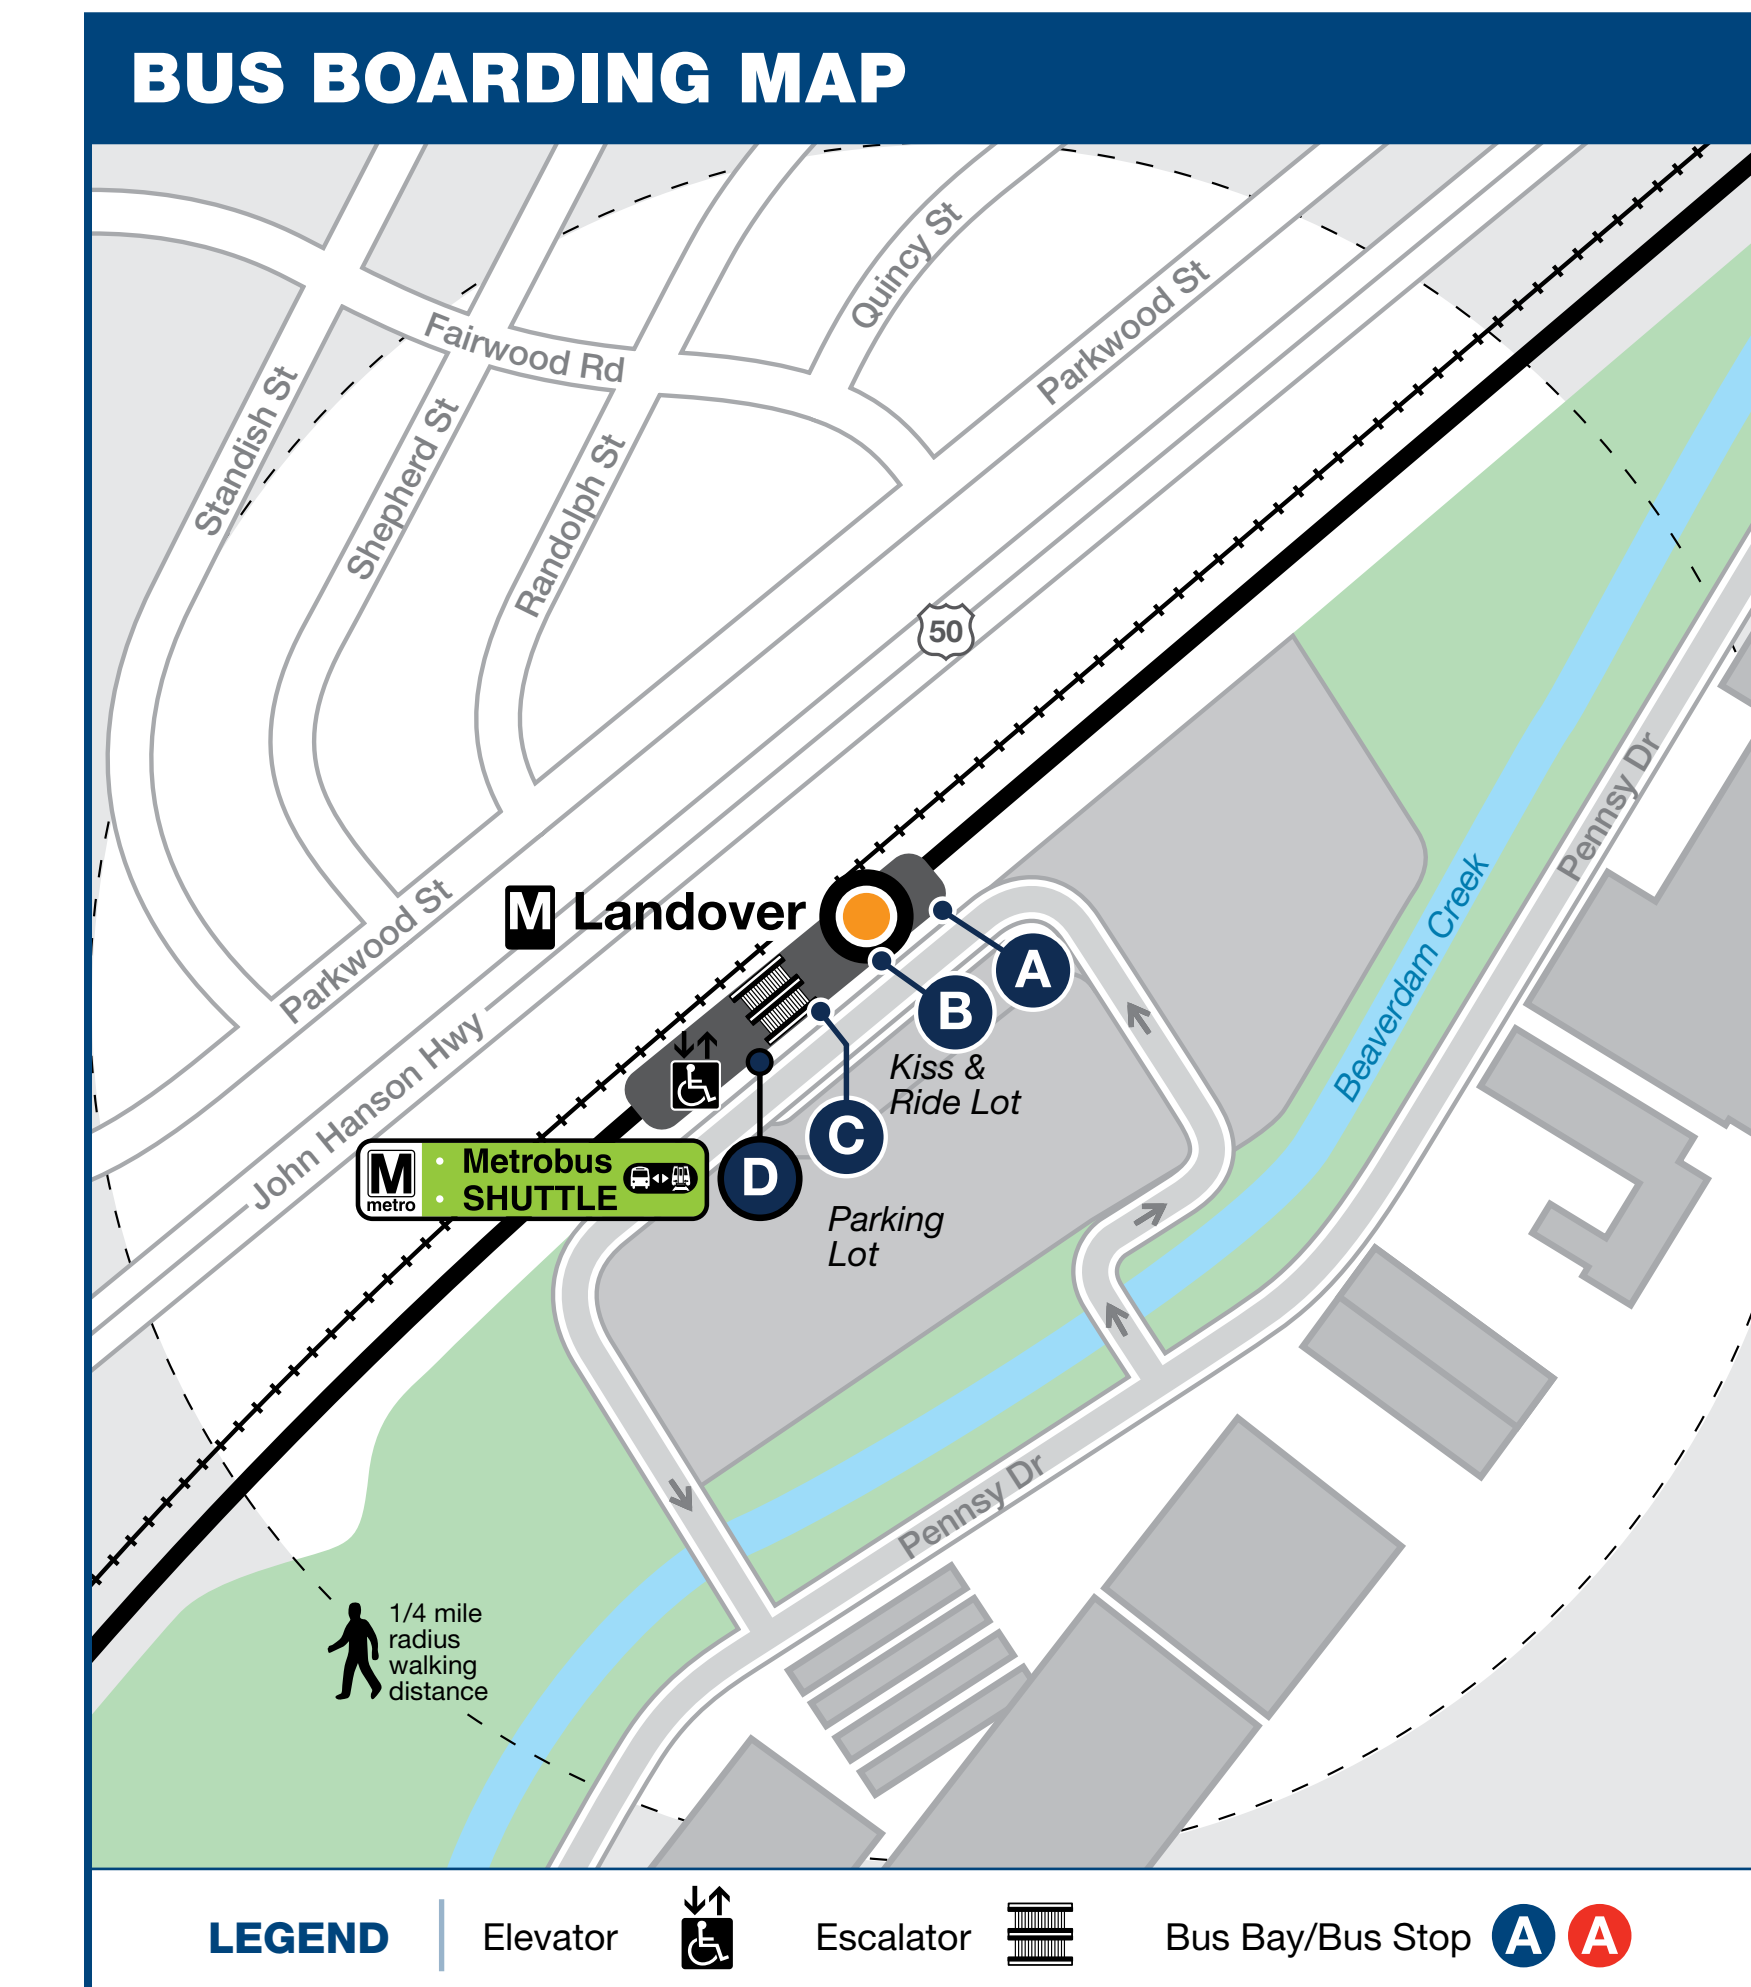 BUS BOARDING MAP
Quincy St
Parkwood St
Fairwood Rd
Standish St
Shepherd St
Randolph St
50
Pennsy Dr
M Landover
Parkwood St
Beaverdam Creek
A
B
John Hanson Hwy
Kiss &
Ride Lot
C
M
metro
• Metrobus
• SHUTTLE
D
Parking
Lot
Pennsy Dr
1/4 mile
radius
walking
distance
LEGEND
Elevator
Escalator
Bus Bay/Bus Stop A A